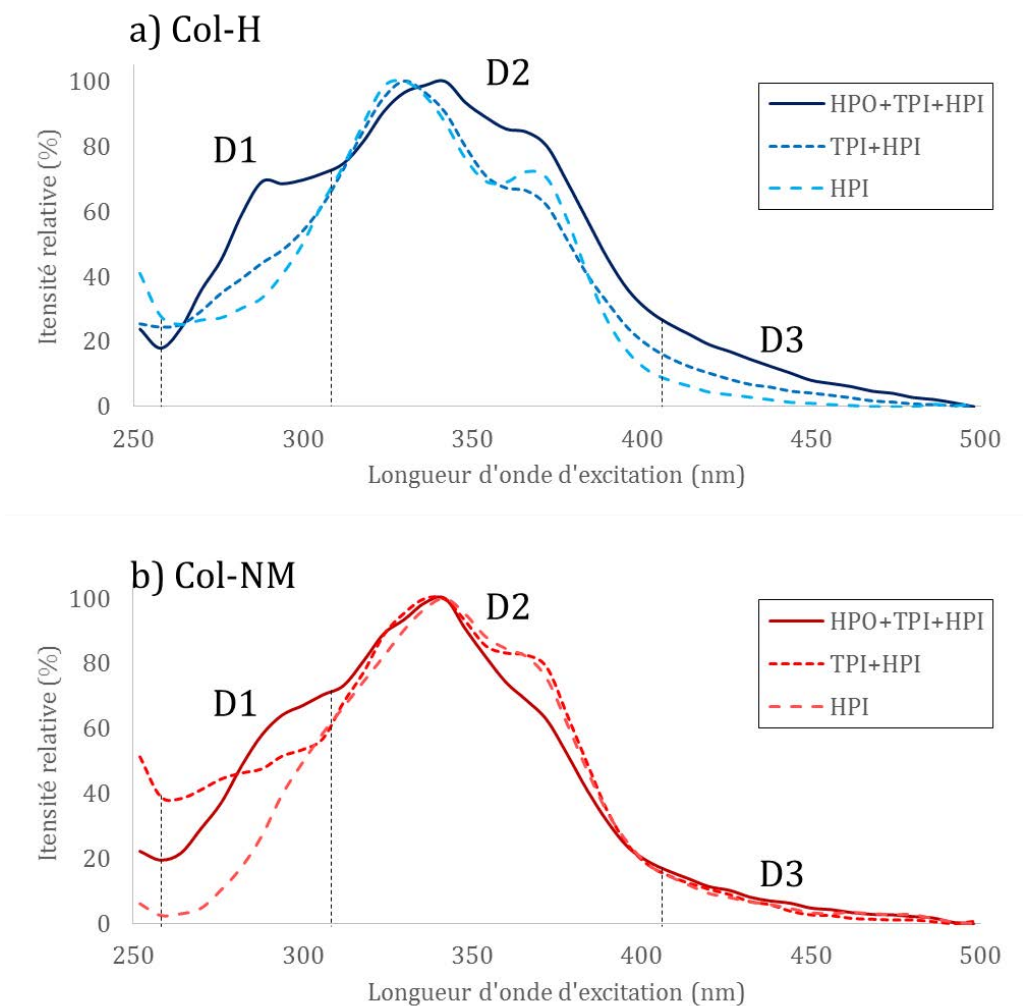 a) Col-H
100
80
60
40
20
0
Itensité relative (%)
D1
D2
D3
HPO+TPI+HPI
TPI+HPI
HPI
250 300 350 400 450 500
Longueur d'onde d'excitation (nm)
b) Col-NM
100
80
60
40
20
0
Itensité relative (%)
D1
D2
D3
HPO+TPI+HPI
TPI+HPI
HPI
250 300 350 400 450 500
Longueur d'onde d'excitation (nm)